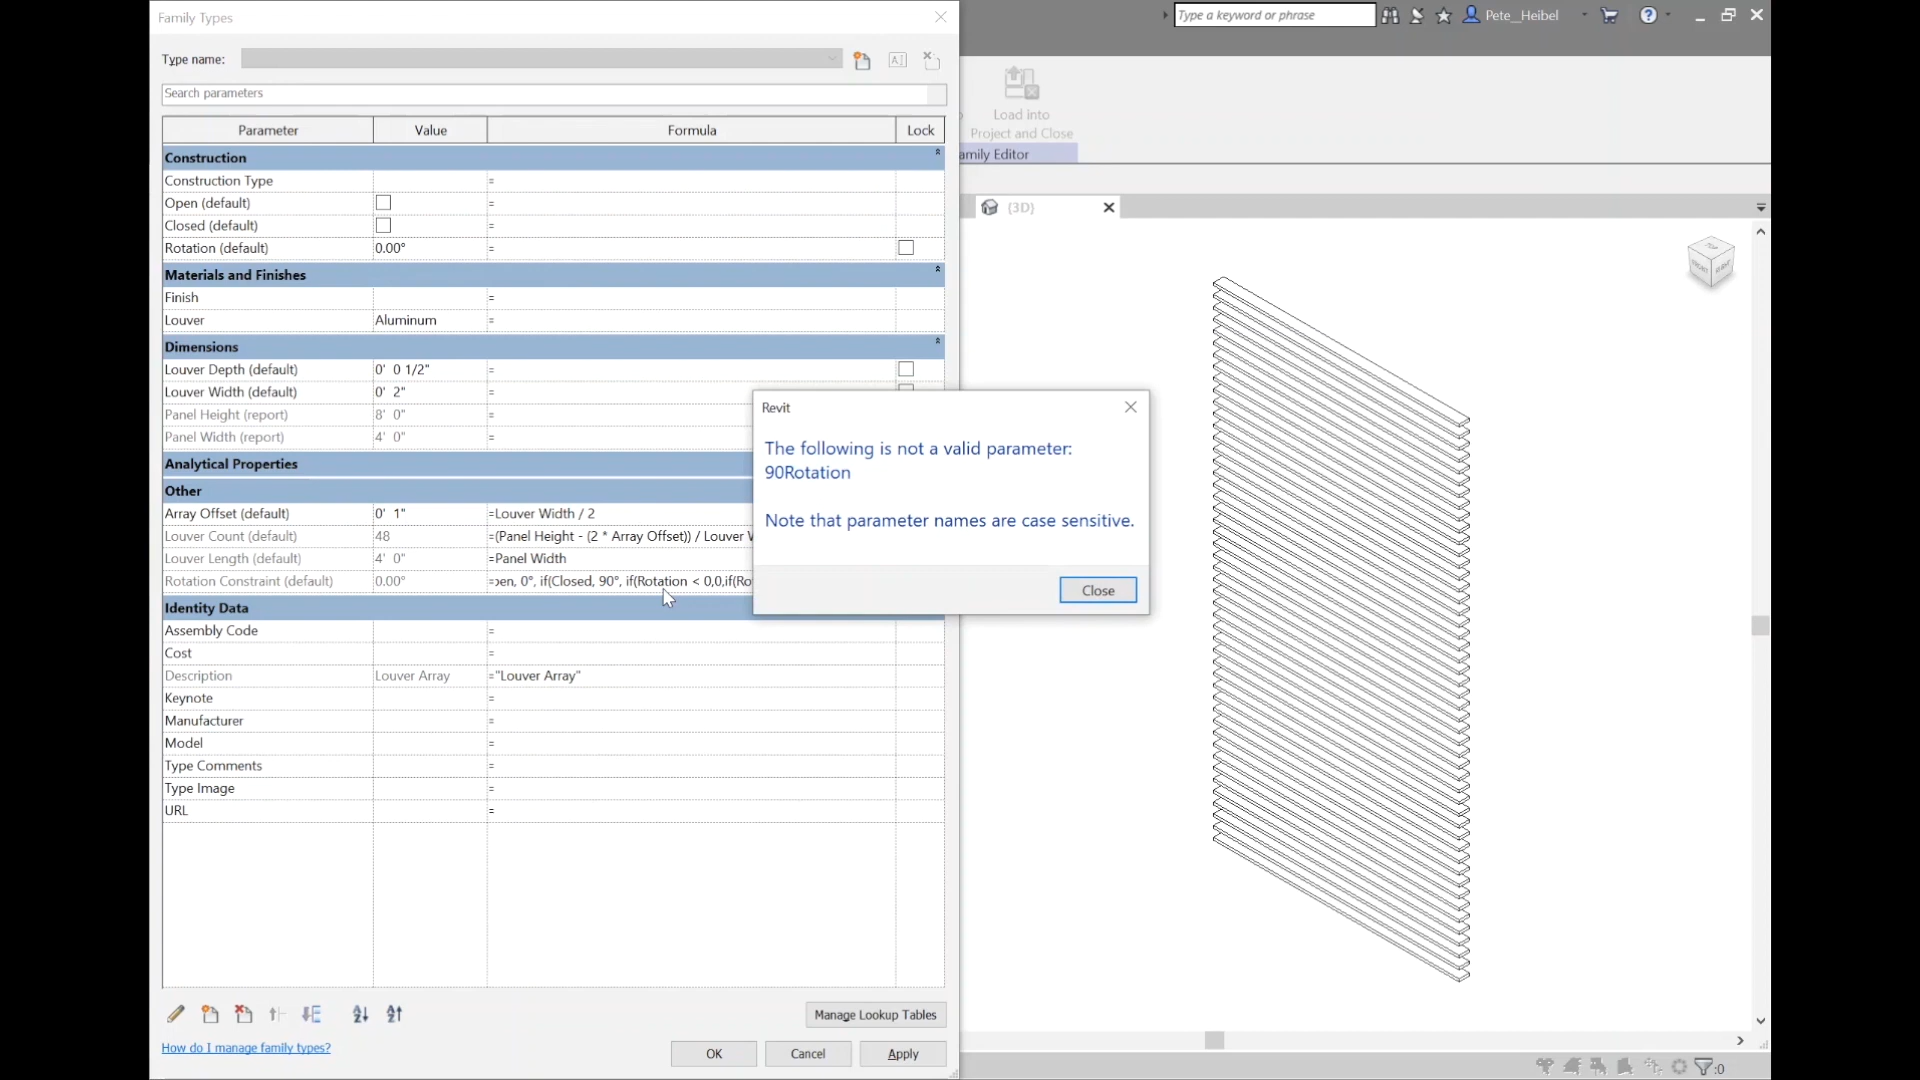 Family Types
Type a keyword or phrase
Pete_Heibel
Type name:
Search parameters
Load into
Project and Close
amily Editor
Parameter Value Formula Lock
{3D}
Construction
Construction Type =
Open (default) =
Closed (default) =
Rotation (default) 0.00° =
Materials and Finishes
Finish =
Louver Aluminum =
Dimensions
Louver Depth (default) 0' 0 1/2" =
Louver Width (default) 0' 2" =
Panel Height (report) 8' 0" =
Panel Width (report) 4' 0" =
Analytical Properties
Other
Array Offset (default) 0' 1" =Louver Width / 2
Louver Count (default) 48 =(Panel Height - (2 * Array Offset)) / Louver
Louver Length (default) 4' 0" =Panel Width
Rotation Constraint (default) 0.00° =pen, 0°, if(Closed, 90°, if(Rotation < 0,0,if(Ro
Identity Data
Assembly Code =
Cost =
Description Louver Array ="Louver Array"
Keynote =
Manufacturer =
Model =
Type Comments =
Type Image =
URL =
Revit
The following is not a valid parameter:
90Rotation
Note that parameter names are case sensitive.
Close
Manage Lookup Tables
How do I manage family types?
OK Cancel Apply
:0